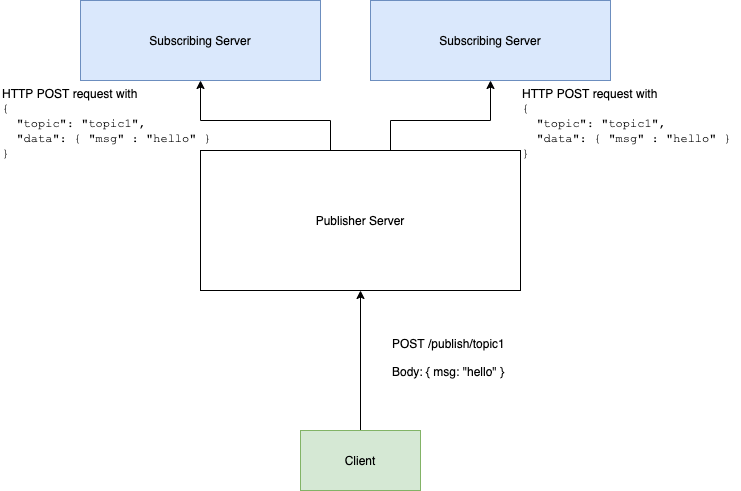 Subscribing Server
Subscribing Server
HTTP POST request with
{
  "topic": "topic1",
  "data": { "msg" : "hello" }
}
HTTP POST request with
{
  "topic": "topic1",
  "data": { "msg" : "hello" }
}
Publisher Server
POST /publish/topic1
Body: { msg: "hello" }
Client